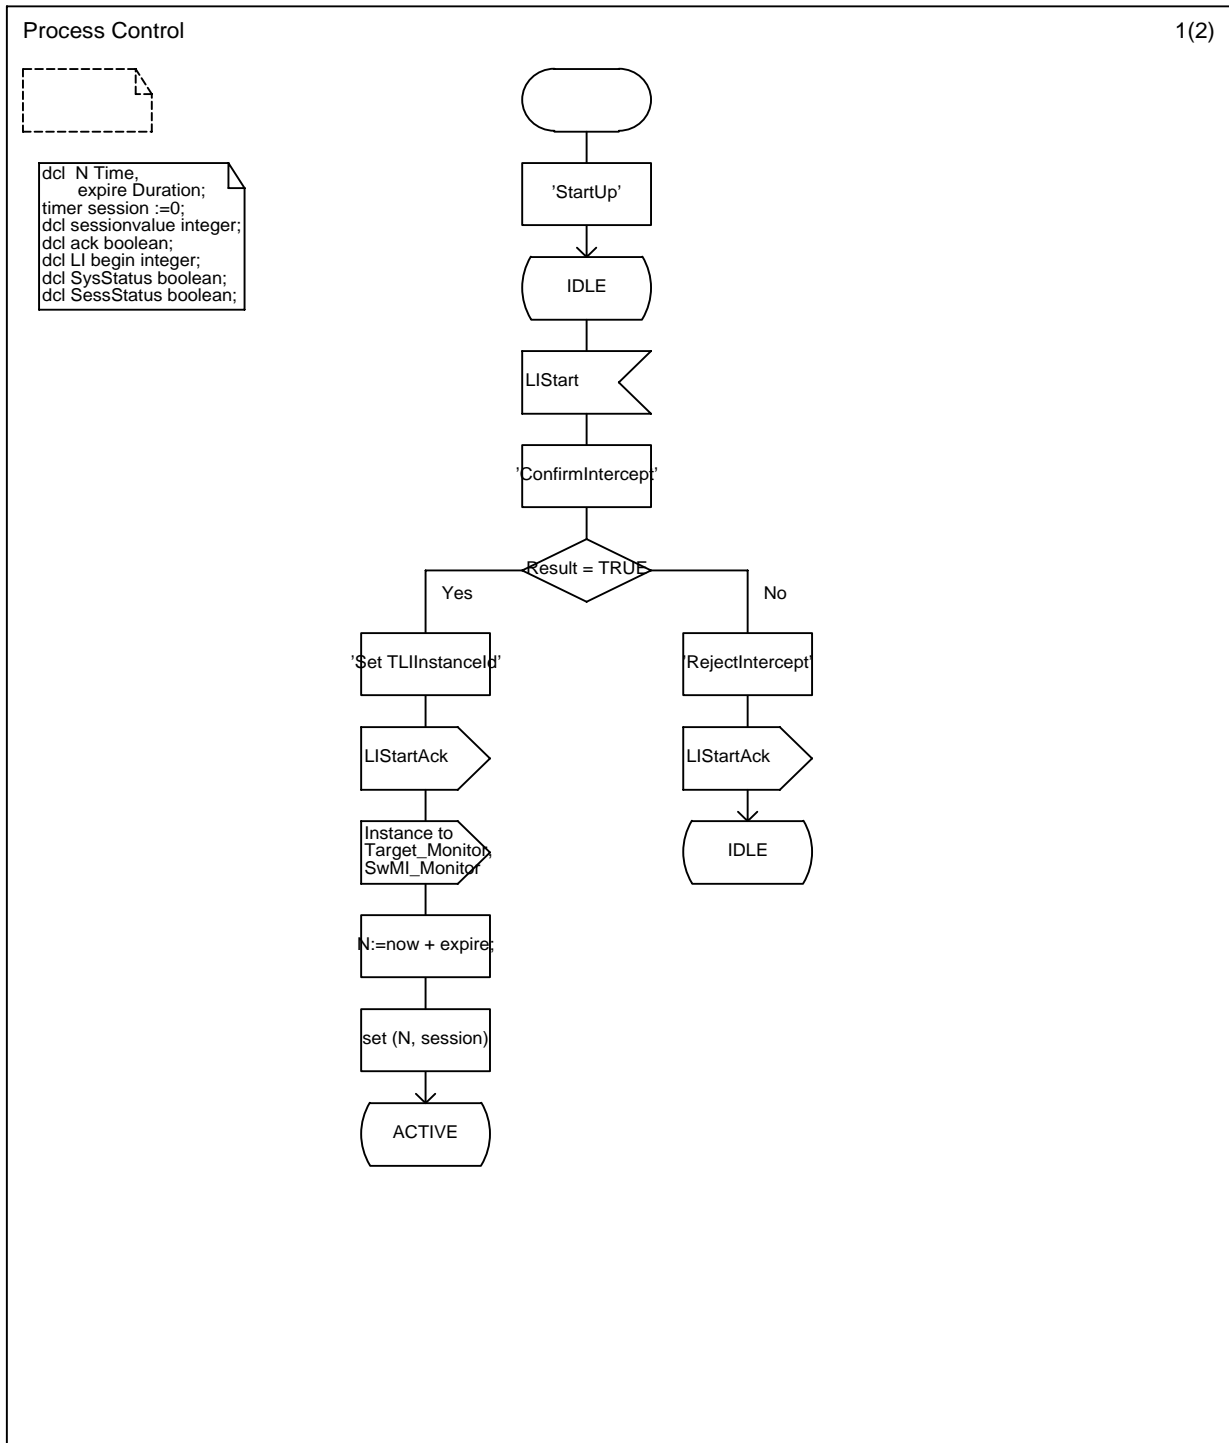 Process Control
1(2)
dcl  N Time,
expire Duration;
timer session :=0;
dcl sessionvalue integer;
dcl ack boolean;
dcl LI begin integer;
dcl SysStatus boolean;
dcl SessStatus boolean;
'StartUp'
IDLE
LIStart
'ConfirmIntercept'
Result = TRUE
Yes
No
'Set TLIInstanceId'
'RejectIntercept'
LIStartAck
LIStartAck
Instance to
Target_Monitor,
SwMI_Monitor
IDLE
N:=now + expire;
set (N, session)
ACTIVE